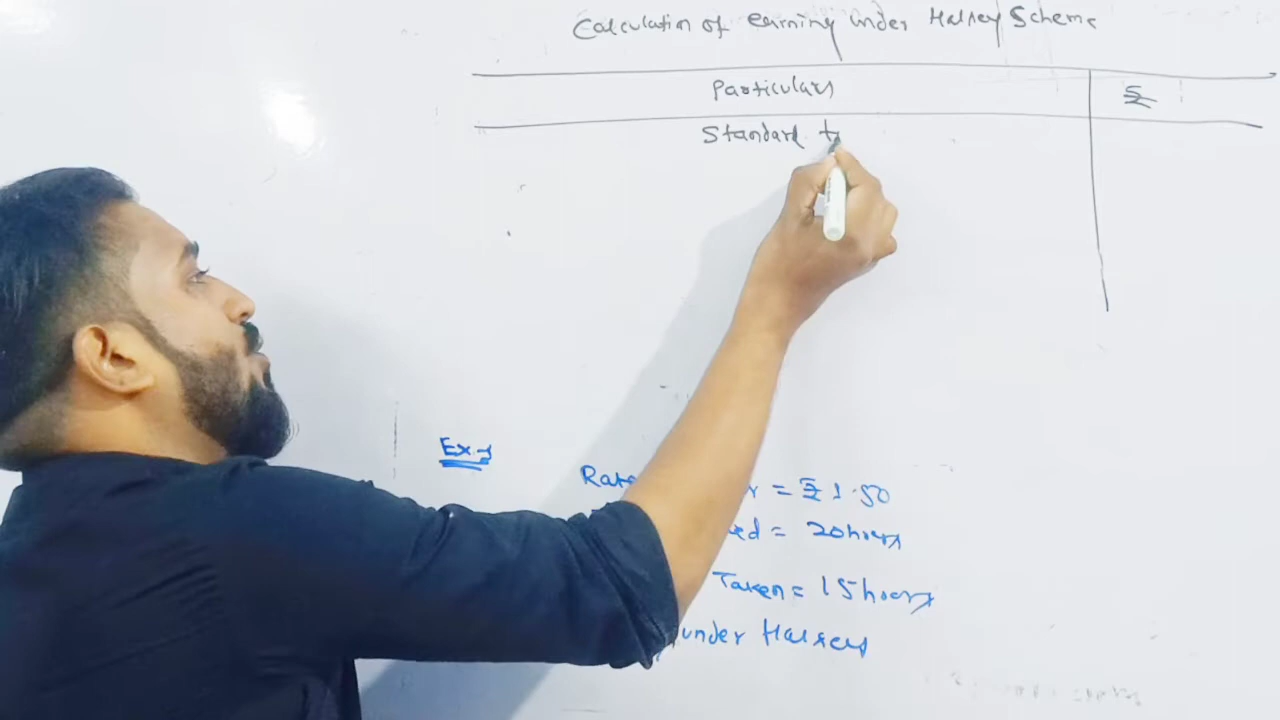 Calculation of earning under Halsey Scheme
Particulars ₹
Standard t
Ex-1
Rate = ₹ 1.50
= 20 hours
Taken = 15 hours
under Halsey